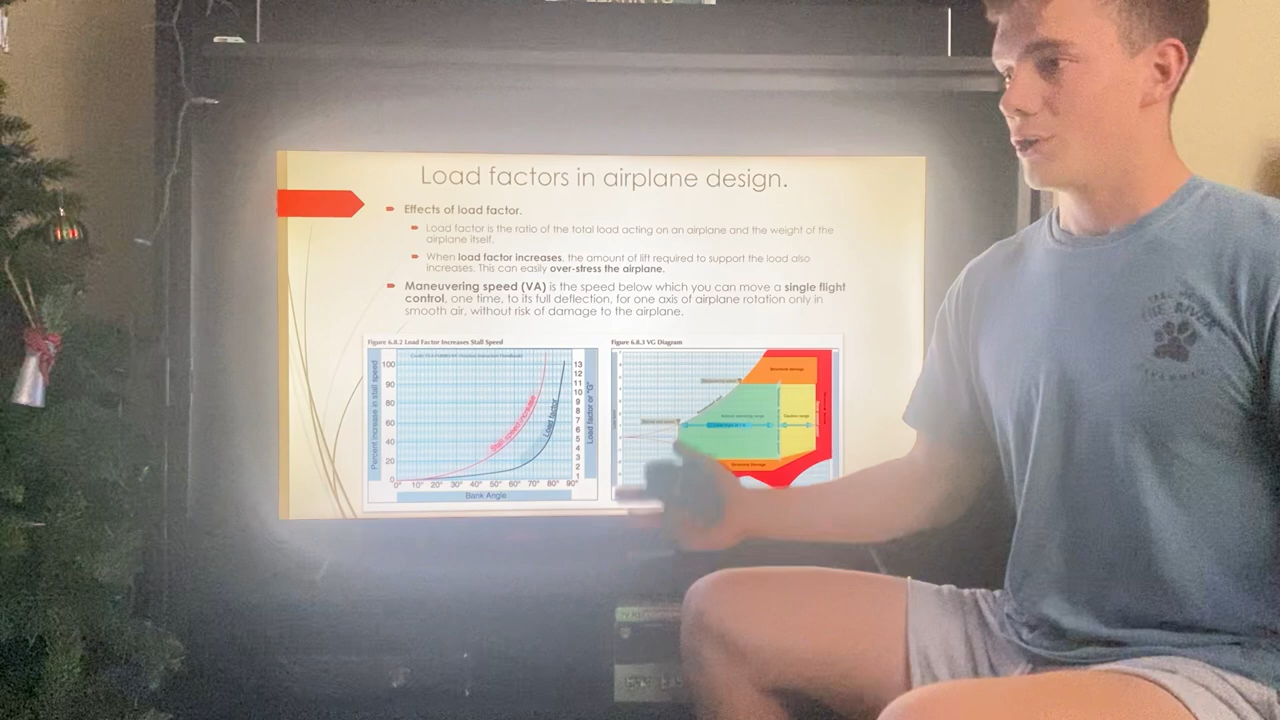 Load factors in airplane design.
Effects of load factor.
Load factor is the ratio of the total load acting on an airplane and the weight of the
airplane itself.
When load factor increases, the amount of lift required to support the load also
increases. This can easily over-stress the airplane.
Maneuvering speed (VA) is the speed below which you can move a single flight
control, one time, to its full deflection, for one axis of airplane rotation only in
smooth air, without risk of damage to the airplane.
Figure 6.8.2 Load Factor Increases Stall Speed
Percent increase in stall speed
100
90
80
60
40
20
0
Stall speed increase
Load factor
13
12
11
10
9
8
7
6
5
4
3
2
1
Load factor or "G"
0° 10° 20° 30° 40° 50° 60° 70° 80° 90°
Bank Angle
Figure 6.8.3 VG Diagram
Structural damage
Caution range
Structural Damage
RIVER